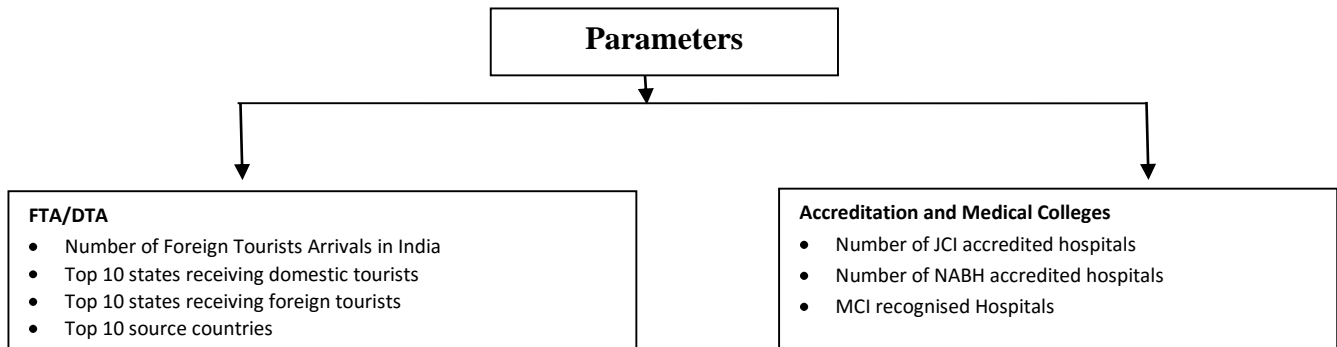 Parameters
FTA/DTA
• Number of Foreign Tourists Arrivals in India
• Top 10 states receiving domestic tourists
• Top 10 states receiving foreign tourists
• Top 10 source countries
Accreditation and Medical Colleges
• Number of JCI accredited hospitals
• Number of NABH accredited hospitals
• MCI recognised Hospitals